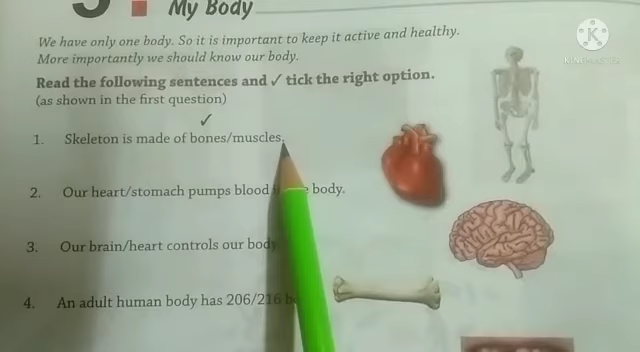 My Body
We have only one body. So it is important to keep it active and healthy.
More importantly we should know our body.
Read the following sentences and ✓ tick the right option.
(as shown in the first question)
✓
1. Skeleton is made of bones/muscles.
2. Our heart/stomach pumps blood body.
3. Our brain/heart controls our body
4. An adult human body has 206/216
K
KINEMASTER